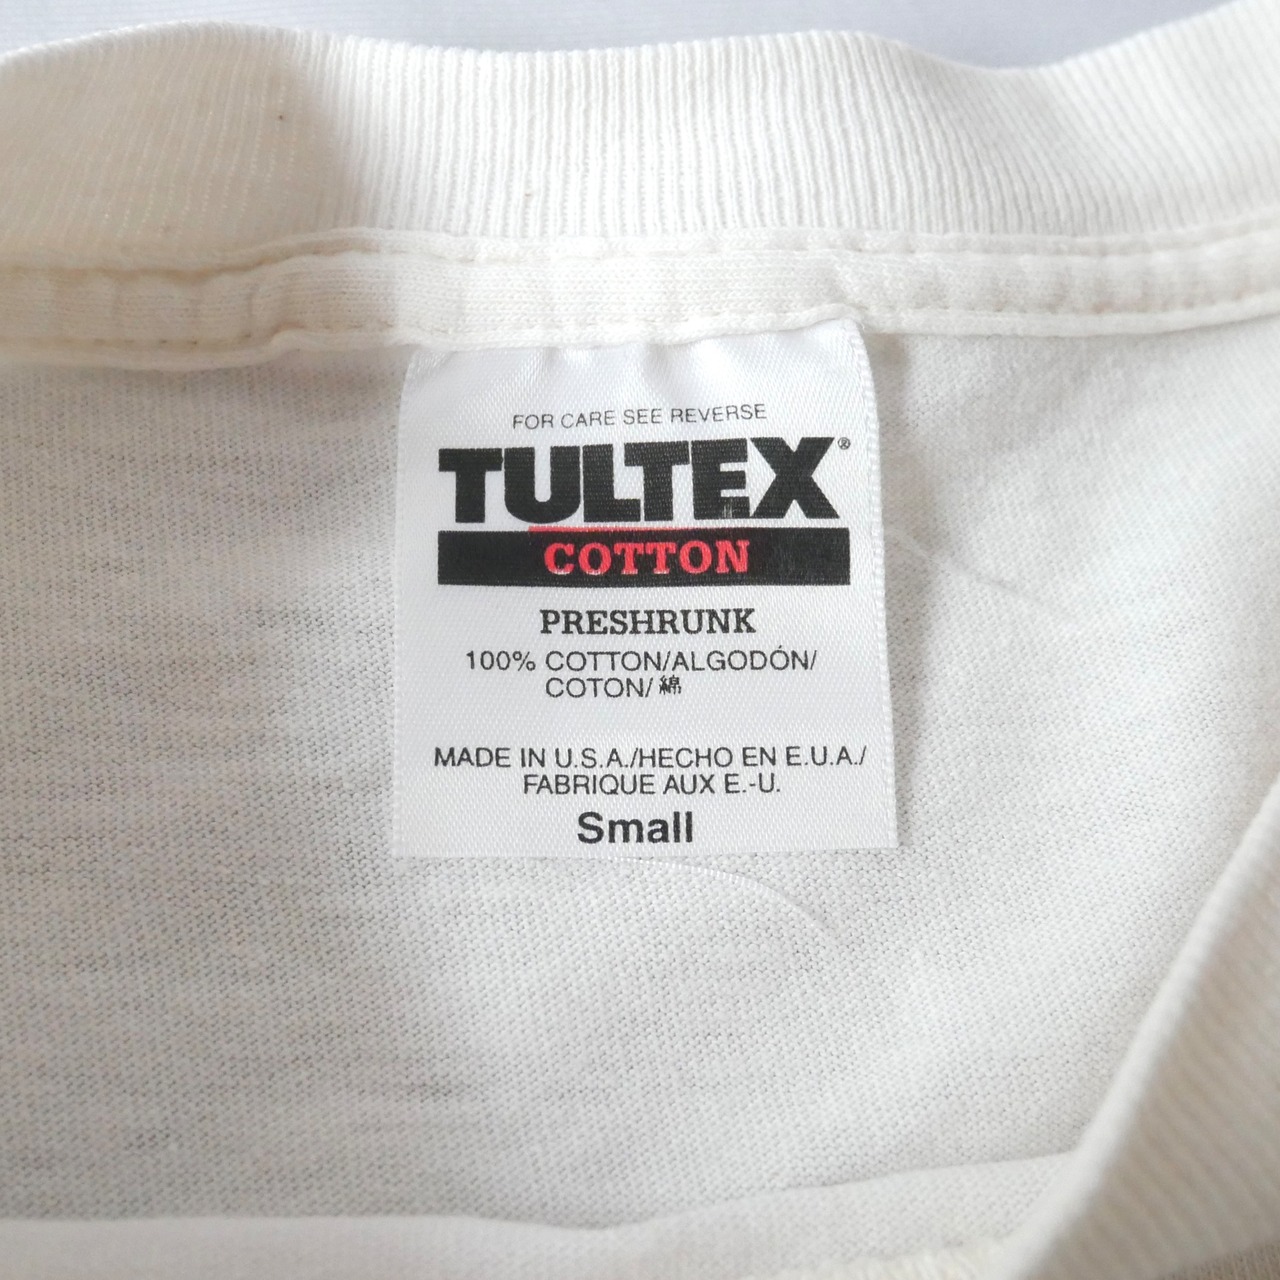 FOR CARE SEE REVERSE
TULTEX®
COTTON
PRESHRUNK
100% COTTON/ALGODÓN/
COTON/綿
MADE IN U.S.A./HECHO EN E.U.A./
FABRIQUE AUX E.-U.
Small